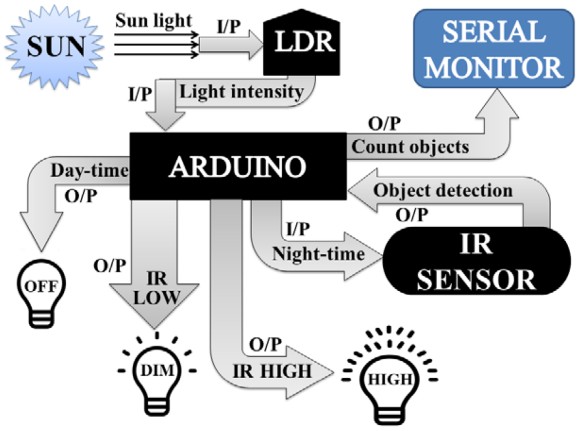 SUN
Sun light
I/P
LDR
SERIAL
MONITOR
I/P
Light intensity
O/P
Count objects
ARDUINO
Day-time
O/P
Object detection
O/P
I/P
Night-time
IR
SENSOR
O/P
IR
LOW
OFF
DIM
O/P
IR HIGH
HIGH